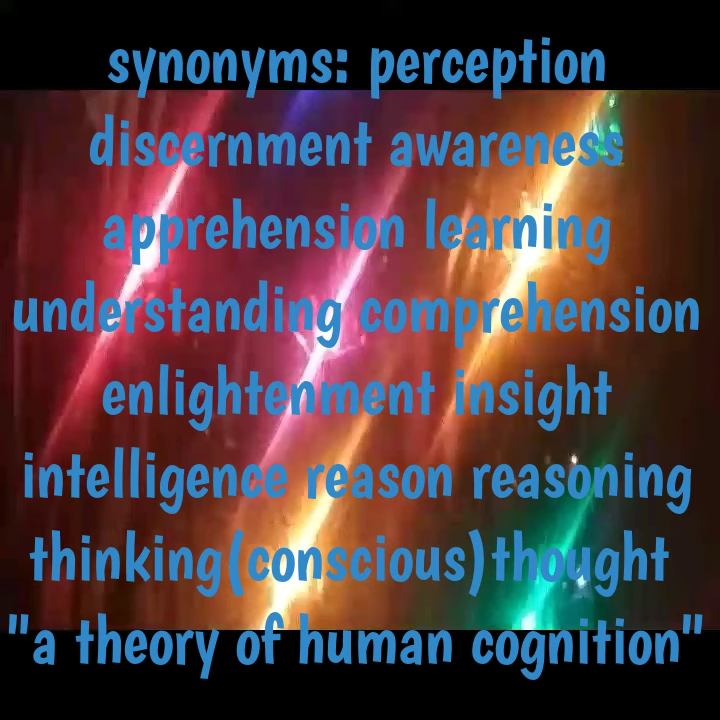 synonyms: perception
discernment awareness
apprehension learning
understanding comprehension
enlightenment insight
intelligence reason reasoning
thinking(conscious)thought
"a theory of human cognition"